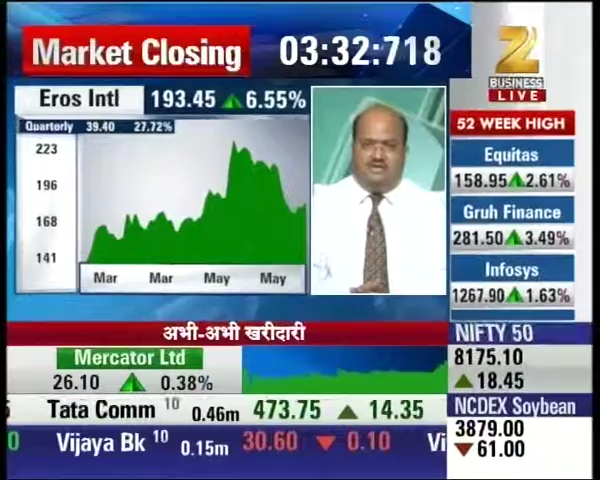 Market Closing
03:32:718
Z
BUSINESS
LIVE
Eros Intl 193.45 6.55%
Quarterly 39.40 27.72%
223
196
168
141
Mar Mar May May
52 WEEK HIGH
Equitas
158.95 2.61%
Gruh Finance
281.50 3.49%
Infosys
1267.90 1.63%
अभी-अभी खरीदारी
Mercator Ltd
26.10 0.38%
NIFTY 50
8175.10
18.45
5 Tata Comm 10 0.46m 473.75 14.35
NCDEX Soybean
3879.00
61.00
0 Vijaya Bk 10 0.15m 30.60 0.10 Vi